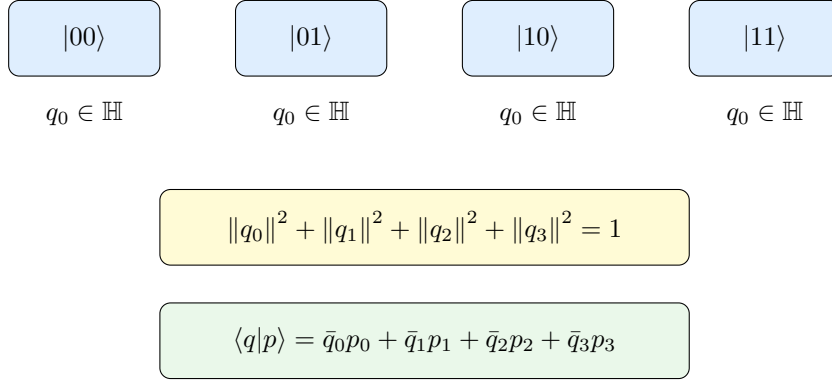 |00⟩ |01⟩ |10⟩ |11⟩
q₀ ∈ ℍ q₀ ∈ ℍ q₀ ∈ ℍ q₀ ∈ ℍ
‖q₀‖² + ‖q₁‖² + ‖q₂‖² + ‖q₃‖² = 1
⟨q|p⟩ = q̄₀p₀ + q̄₁p₁ + q̄₂p₂ + q̄₃p₃